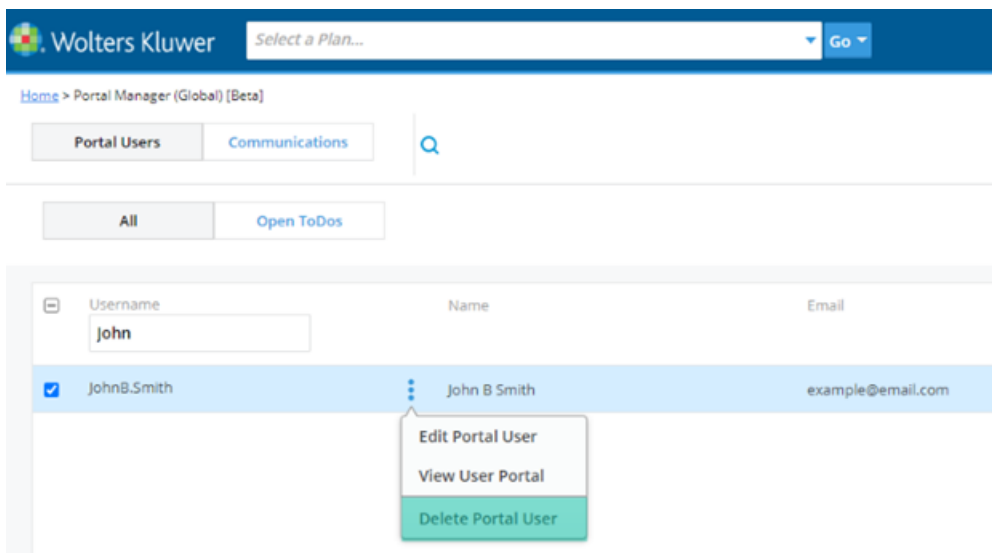 Wolters Kluwer Select a Plan... Go
Home > Portal Manager (Global) [Beta]
Portal Users Communications
All Open ToDos
Username Name Email
John
JohnB.Smith John B Smith example@email.com
Edit Portal User
View User Portal
Delete Portal User